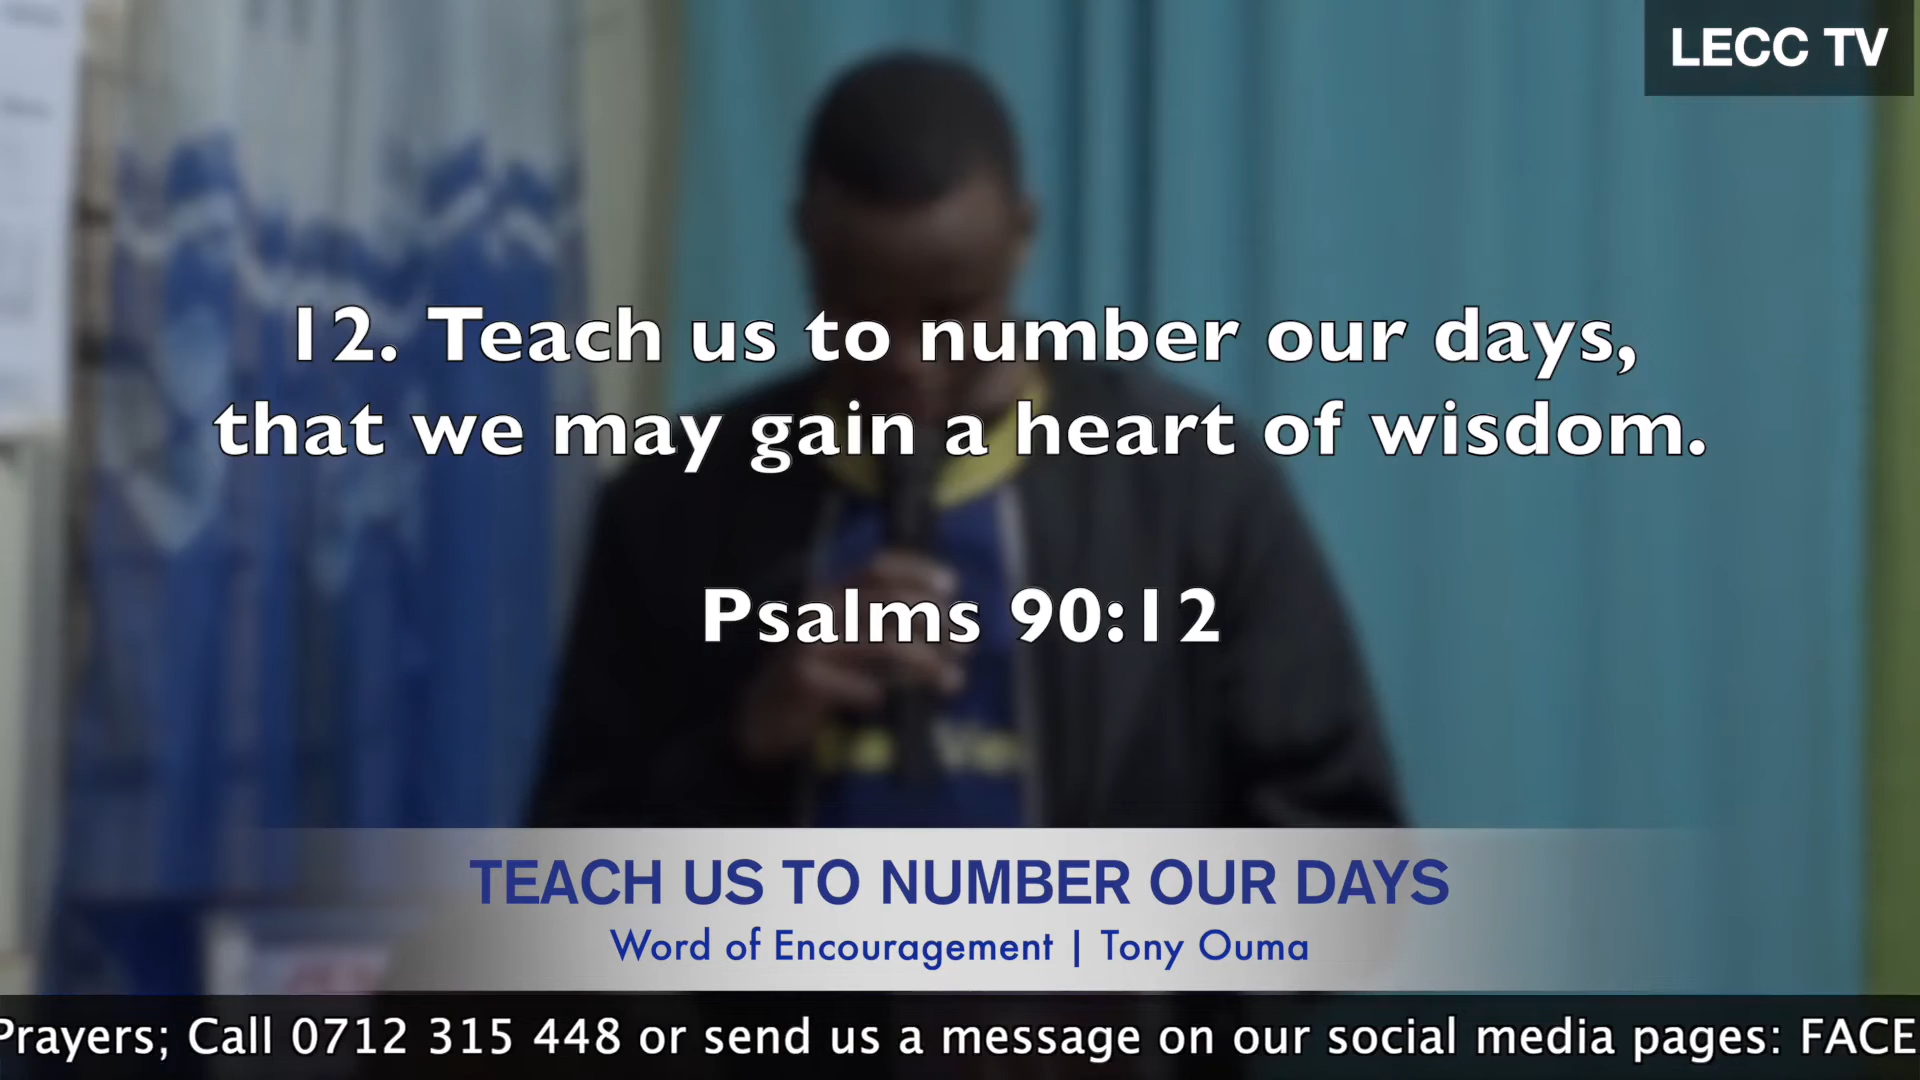 LECC TV
12. Teach us to number our days,
that we may gain a heart of wisdom.
Psalms 90:12
TEACH US TO NUMBER OUR DAYS
Word of Encouragement | Tony Ouma
Prayers; Call 0712 315 448 or send us a message on our social media pages: FACE